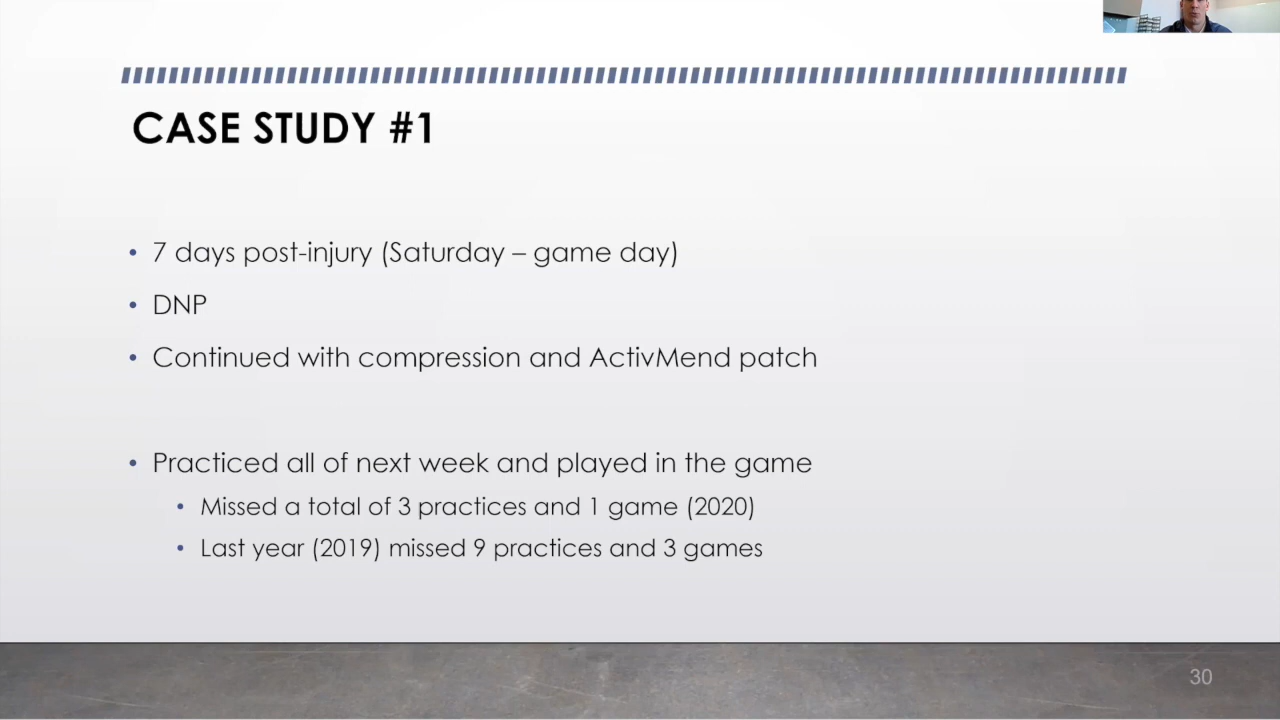 CASE STUDY #1
• 7 days post-injury (Saturday – game day)
• DNP
• Continued with compression and ActivMend patch
• Practiced all of next week and played in the game
• Missed a total of 3 practices and 1 game (2020)
• Last year (2019) missed 9 practices and 3 games
30